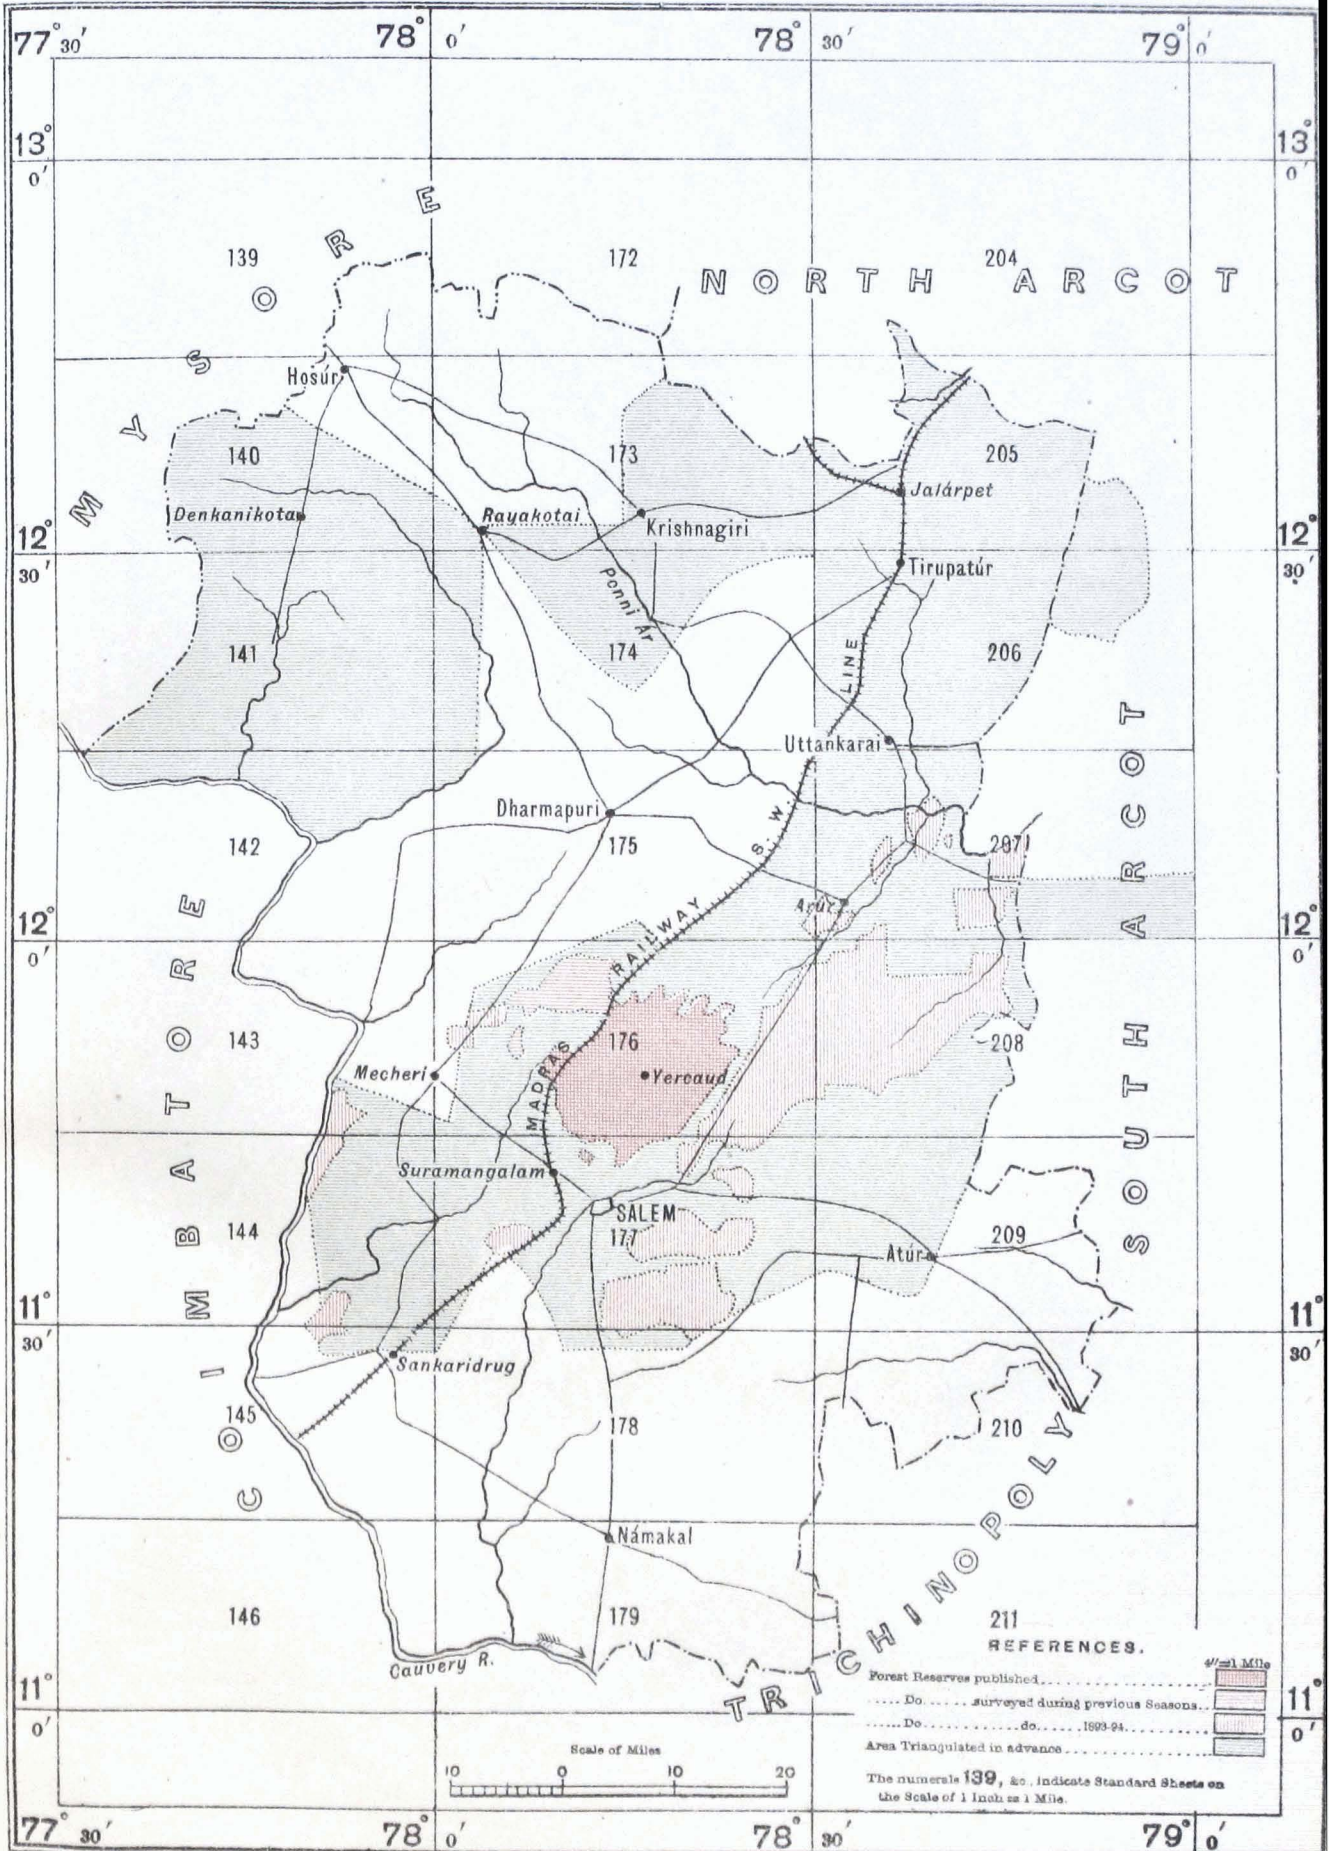 77° 30′ 78° 0′ 78° 30′ 79° 0′
13° 0′ 13° 0′
MYSORE
139 172 204
NORTH ARCOT
Hosúr
140 173 205
Jalárpet
Denkanikota Rayakotai Krishnagiri
12° 30′ 12° 30′
Tirupatúr
Ponni Ár
141 174 206
LINE
Uttankarai
Dharmapuri
S. W.
142 175 207
Arúr
RAILWAY
12° 0′ 12° 0′
COIMBATORE
SOUTH ARCOT
143 176 208
Mecheri Yercaud
MADRAS
Suramangalam
SALEM
144 177 209
Atúr
11° 30′ 11° 30′
Sankaridrug
145 178 210
Námakal
TRICHINOPOLY
146 179 211
Cauvery R.
REFERENCES.
4″=1 Mile
Forest Reserves published
Do. surveyed during previous Seasons
Do. do. 1893-94
Area Triangulated in advance
11° 0′ 11° 0′
Scale of Miles
10 0 10 20
The numerals 139, &c., indicate Standard Sheets on
the Scale of 1 Inch = 1 Mile.
77° 30′ 78° 0′ 78° 30′ 79° 0′